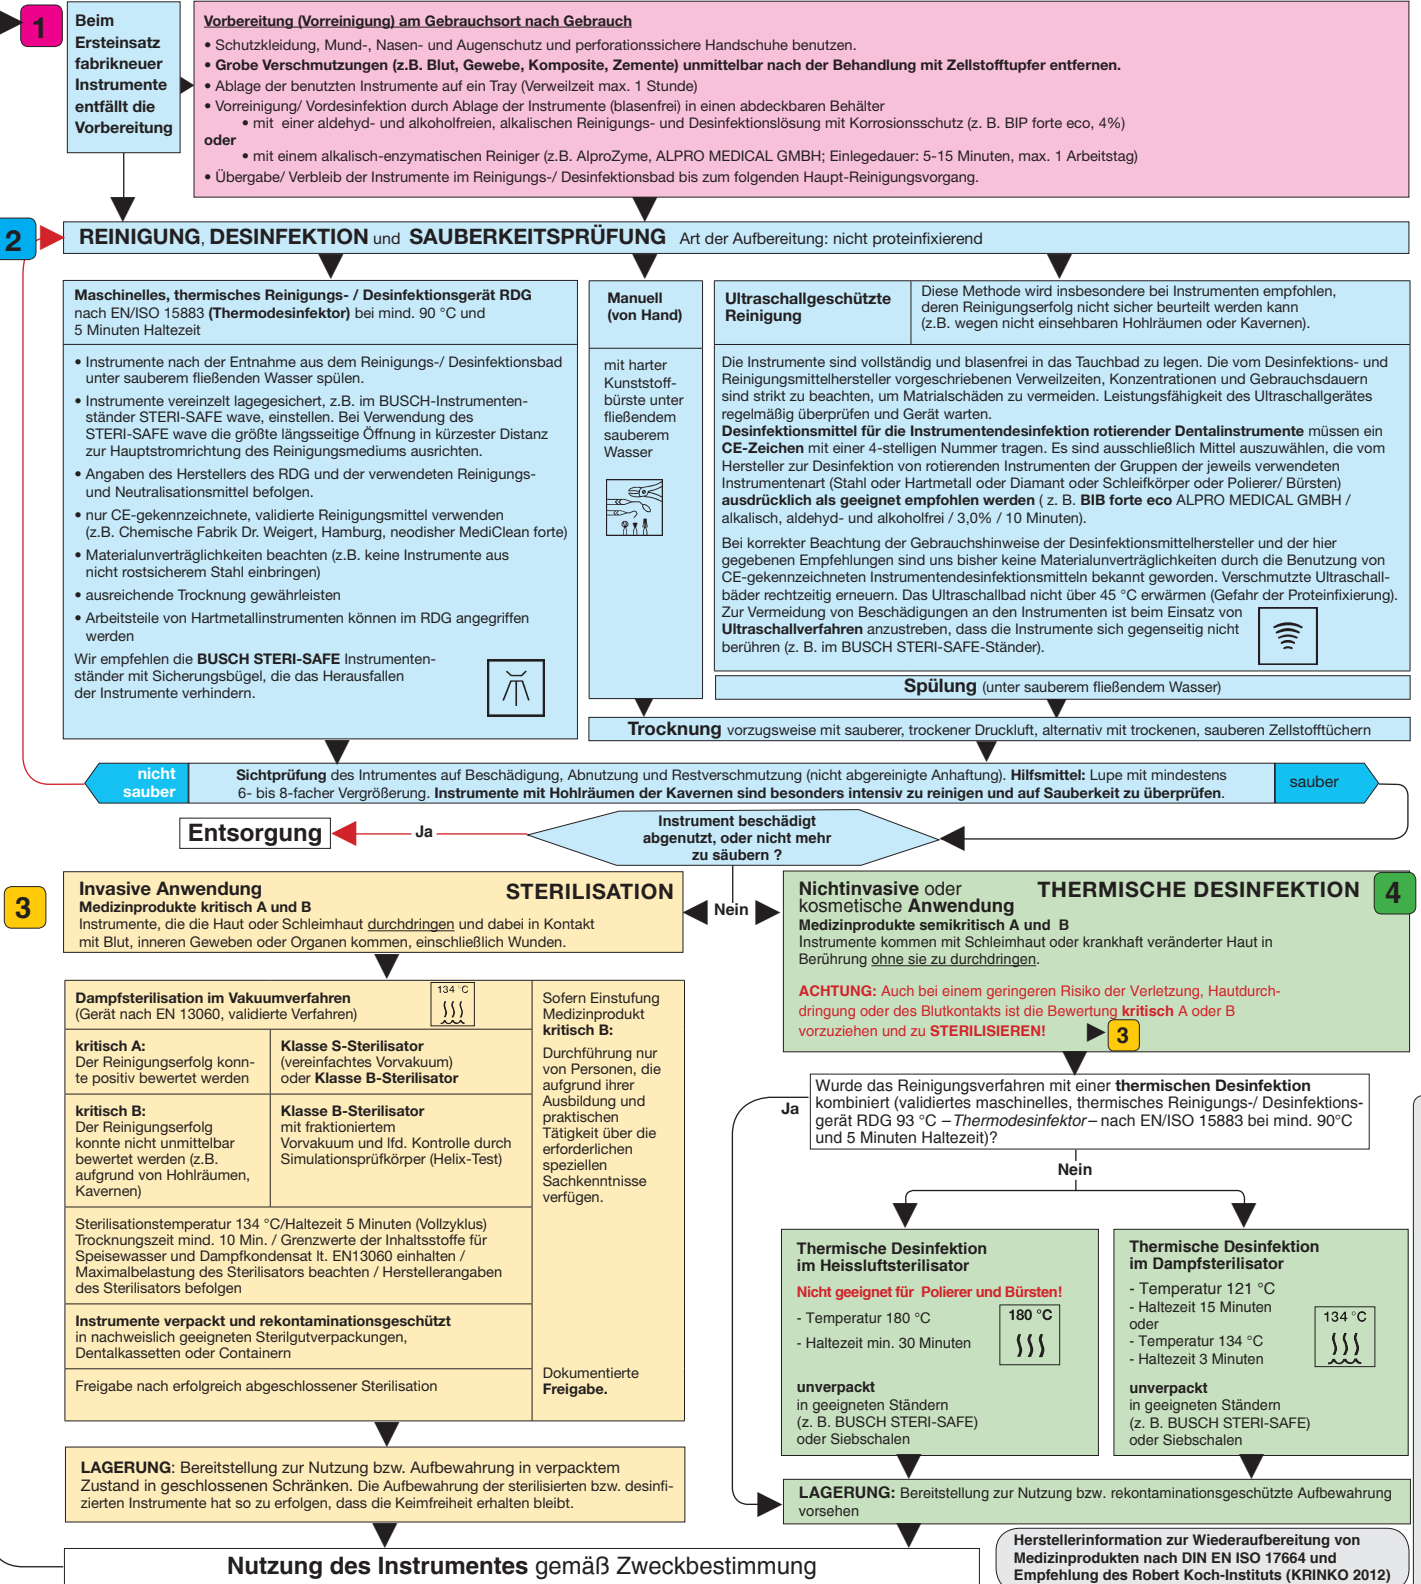 1
Beim
Ersteinsatz
fabrikneuer
Instrumente
entfällt die
Vorbereitung
Vorbereitung (Vorreinigung) am Gebrauchsort nach Gebrauch
• Schutzkleidung, Mund-, Nasen- und Augenschutz und perforationssichere Handschuhe benutzen.
• Grobe Verschmutzungen (z.B. Blut, Gewebe, Komposite, Zemente) unmittelbar nach der Behandlung mit Zellstofftupfer entfernen.
• Ablage der benutzten Instrumente auf ein Tray (Verweilzeit max. 1 Stunde)
• Vorreinigung/ Vordesinfektion durch Ablage der Instrumente (blasenfrei) in einen abdeckbaren Behälter
• mit einer aldehyd- und alkoholfreien, alkalischen Reinigungs- und Desinfektionslösung mit Korrosionsschutz (z. B. BIP forte eco, 4%)
oder
• mit einem alkalisch-enzymatischen Reiniger (z.B. AlproZyme, ALPRO MEDICAL GMBH; Einlegedauer: 5-15 Minuten, max. 1 Arbeitstag)
• Übergabe/ Verbleib der Instrumente im Reinigungs-/ Desinfektionsbad bis zum folgenden Haupt-Reinigungsvorgang.
2
REINIGUNG, DESINFEKTION und SAUBERKEITSPRÜFUNG Art der Aufbereitung: nicht proteinfixierend
Maschinelles, thermisches Reinigungs- / Desinfektionsgerät RDG
nach EN/ISO 15883 (Thermodesinfektor) bei mind. 90 °C und
5 Minuten Haltezeit
• Instrumente nach der Entnahme aus dem Reinigungs-/ Desinfektionsbad
unter sauberem fließenden Wasser spülen.
• Instrumente vereinzelt lagegesichert, z.B. im BUSCH-Instrumenten-
ständer STERI-SAFE wave, einstellen. Bei Verwendung des
STERI-SAFE wave die größte längsseitige Öffnung in kürzester Distanz
zur Hauptstromrichtung des Reinigungsmediums ausrichten.
• Angaben des Herstellers des RDG und der verwendeten Reinigungs-
und Neutralisationsmittel befolgen.
• nur CE-gekennzeichnete, validierte Reinigungsmittel verwenden
(z.B. Chemische Fabrik Dr. Weigert, Hamburg, neodisher MediClean forte)
• Materialunverträglichkeiten beachten (z.B. keine Instrumente aus
nicht rostsicherem Stahl einbringen)
• ausreichende Trocknung gewährleisten
• Arbeitsteile von Hartmetallinstrumenten können im RDG angegriffen
werden
Wir empfehlen die BUSCH STERI-SAFE Instrumenten-
ständer mit Sicherungsbügel, die das Herausfallen
der Instrumente verhindern.
Manuell
(von Hand)
mit harter
Kunststoff-
bürste unter
fließendem
sauberem
Wasser
Ultraschallgeschützte
Reinigung
Diese Methode wird insbesondere bei Instrumenten empfohlen,
deren Reinigungserfolg nicht sicher beurteilt werden kann
(z.B. wegen nicht einsehbaren Hohlräumen oder Kavernen).
Die Instrumente sind vollständig und blasenfrei in das Tauchbad zu legen. Die vom Desinfektions- und
Reinigungsmittelhersteller vorgeschriebenen Verweilzeiten, Konzentrationen und Gebrauchsdauern
sind strikt zu beachten, um Matrialschäden zu vermeiden. Leistungsfähigkeit des Ultraschallgerätes
regelmäßig überprüfen und Gerät warten.
Desinfektionsmittel für die Instrumentendesinfektion rotierender Dentalinstrumente müssen ein
CE-Zeichen mit einer 4-stelligen Nummer tragen. Es sind ausschließlich Mittel auszuwählen, die vom
Hersteller zur Desinfektion von rotierenden Instrumenten der Gruppen der jeweils verwendeten
Instrumentenart (Stahl oder Hartmetall oder Diamant oder Schleifkörper oder Polierer/ Bürsten)
ausdrücklich als geeignet empfohlen werden ( z. B. BIB forte eco ALPRO MEDICAL GMBH /
alkalisch, aldehyd- und alkoholfrei / 3,0% / 10 Minuten).
Bei korrekter Beachtung der Gebrauchshinweise der Desinfektionsmittelhersteller und der hier
gegebenen Empfehlungen sind uns bisher keine Materialunverträglichkeiten durch die Benutzung von
CE-gekennzeichneten Instrumentendesinfektionsmitteln bekannt geworden. Verschmutzte Ultraschall-
bäder rechtzeitig erneuern. Das Ultraschallbad nicht über 45 °C erwärmen (Gefahr der Proteinfixierung).
Zur Vermeidung von Beschädigungen an den Instrumenten ist beim Einsatz von
Ultraschallverfahren anzustreben, dass die Instrumente sich gegenseitig nicht
berühren (z. B. im BUSCH STERI-SAFE-Ständer).
Spülung (unter sauberem fließendem Wasser)
Trocknung vorzugsweise mit sauberer, trockener Druckluft, alternativ mit trockenen, sauberen Zellstofftüchern
nicht
sauber
Sichtprüfung des Intrumentes auf Beschädigung, Abnutzung und Restverschmutzung (nicht abgereinigte Anhaftung). Hilfsmittel: Lupe mit mindestens
6- bis 8-facher Vergrößerung. Instrumente mit Hohlräumen der Kavernen sind besonders intensiv zu reinigen und auf Sauberkeit zu überprüfen.
sauber
Entsorgung
Ja
Instrument beschädigt
abgenutzt, oder nicht mehr
zu säubern ?
Nein
3
Invasive Anwendung STERILISATION
Medizinprodukte kritisch A und B
Instrumente, die die Haut oder Schleimhaut durchdringen und dabei in Kontakt
mit Blut, inneren Geweben oder Organen kommen, einschließlich Wunden.
Dampfsterilisation im Vakuumverfahren
(Gerät nach EN 13060, validierte Verfahren)
134 °C
kritisch A:
Der Reinigungserfolg konn-
te positiv bewertet werden
Klasse S-Sterilisator
(vereinfachtes Vorvakuum)
oder Klasse B-Sterilisator
kritisch B:
Der Reinigungserfolg
konnte nicht unmittelbar
bewertet werden (z.B.
aufgrund von Hohlräumen,
Kavernen)
Klasse B-Sterilisator
mit fraktioniertem
Vorvakuum und lfd. Kontrolle durch
Simulationsprüfkörper (Helix-Test)
Sterilisationstemperatur 134 °C/Haltezeit 5 Minuten (Vollzyklus)
Trocknungszeit mind. 10 Min. / Grenzwerte der Inhaltsstoffe für
Speisewasser und Dampfkondensat lt. EN13060 einhalten /
Maximalbelastung des Sterilisators beachten / Herstellerangaben
des Sterilisators befolgen
Instrumente verpackt und rekontaminationsgeschützt
in nachweislich geeigneten Sterilgutverpackungen,
Dentalkassetten oder Containern
Freigabe nach erfolgreich abgeschlossener Sterilisation
Sofern Einstufung
Medizinprodukt
kritisch B:
Durchführung nur
von Personen, die
aufgrund ihrer
Ausbildung und
praktischen
Tätigkeit über die
erforderlichen
speziellen
Sachkenntnisse
verfügen.
Dokumentierte
Freigabe.
LAGERUNG: Bereitstellung zur Nutzung bzw. Aufbewahrung in verpacktem
Zustand in geschlossenen Schränken. Die Aufbewahrung der sterilisierten bzw. desinfi-
zierten Instrumente hat so zu erfolgen, dass die Keimfreiheit erhalten bleibt.
4
Nichtinvasive oder THERMISCHE DESINFEKTION
kosmetische Anwendung
Medizinprodukte semikritisch A und B
Instrumente kommen mit Schleimhaut oder krankhaft veränderter Haut in
Berührung ohne sie zu durchdringen.
ACHTUNG: Auch bei einem geringeren Risiko der Verletzung, Hautdurch-
dringung oder des Blutkontakts ist die Bewertung kritisch A oder B
vorzuziehen und zu STERILISIEREN!
3
Wurde das Reinigungsverfahren mit einer thermischen Desinfektion
kombiniert (validiertes maschinelles, thermisches Reinigungs-/ Desinfektions-
gerät RDG 93 °C – Thermodesinfektor – nach EN/ISO 15883 bei mind. 90°C
und 5 Minuten Haltezeit)?
Ja
Nein
Thermische Desinfektion
im Heissluftsterilisator
Nicht geeignet für Polierer und Bürsten!
- Temperatur 180 °C
- Haltezeit min. 30 Minuten
180 °C
unverpackt
in geeigneten Ständern
(z. B. BUSCH STERI-SAFE)
oder Siebschalen
Thermische Desinfektion
im Dampfsterilisator
- Temperatur 121 °C
- Haltezeit 15 Minuten
oder
- Temperatur 134 °C
- Haltezeit 3 Minuten
134 °C
unverpackt
in geeigneten Ständern
(z. B. BUSCH STERI-SAFE)
oder Siebschalen
LAGERUNG: Bereitstellung zur Nutzung bzw. rekontaminationsgeschützte Aufbewahrung
vorsehen
Nutzung des Instrumentes gemäß Zweckbestimmung
Herstellerinformation zur Wiederaufbereitung von
Medizinprodukten nach DIN EN ISO 17664 und
Empfehlung des Robert Koch-Instituts (KRINKO 2012)